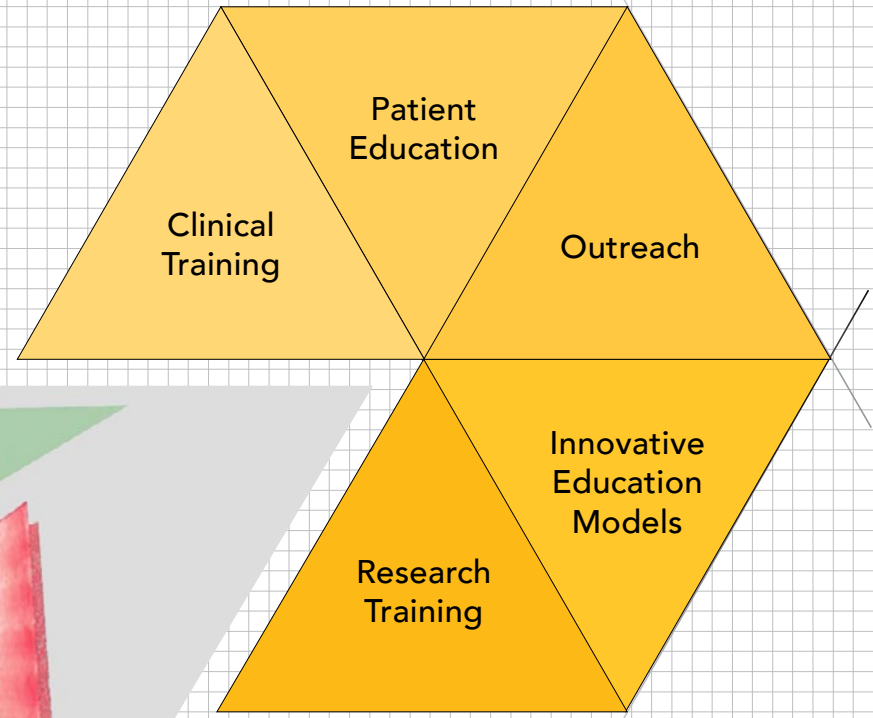 Patient
Education
Clinical
Training
Outreach
Innovative
Education
Models
Research
Training